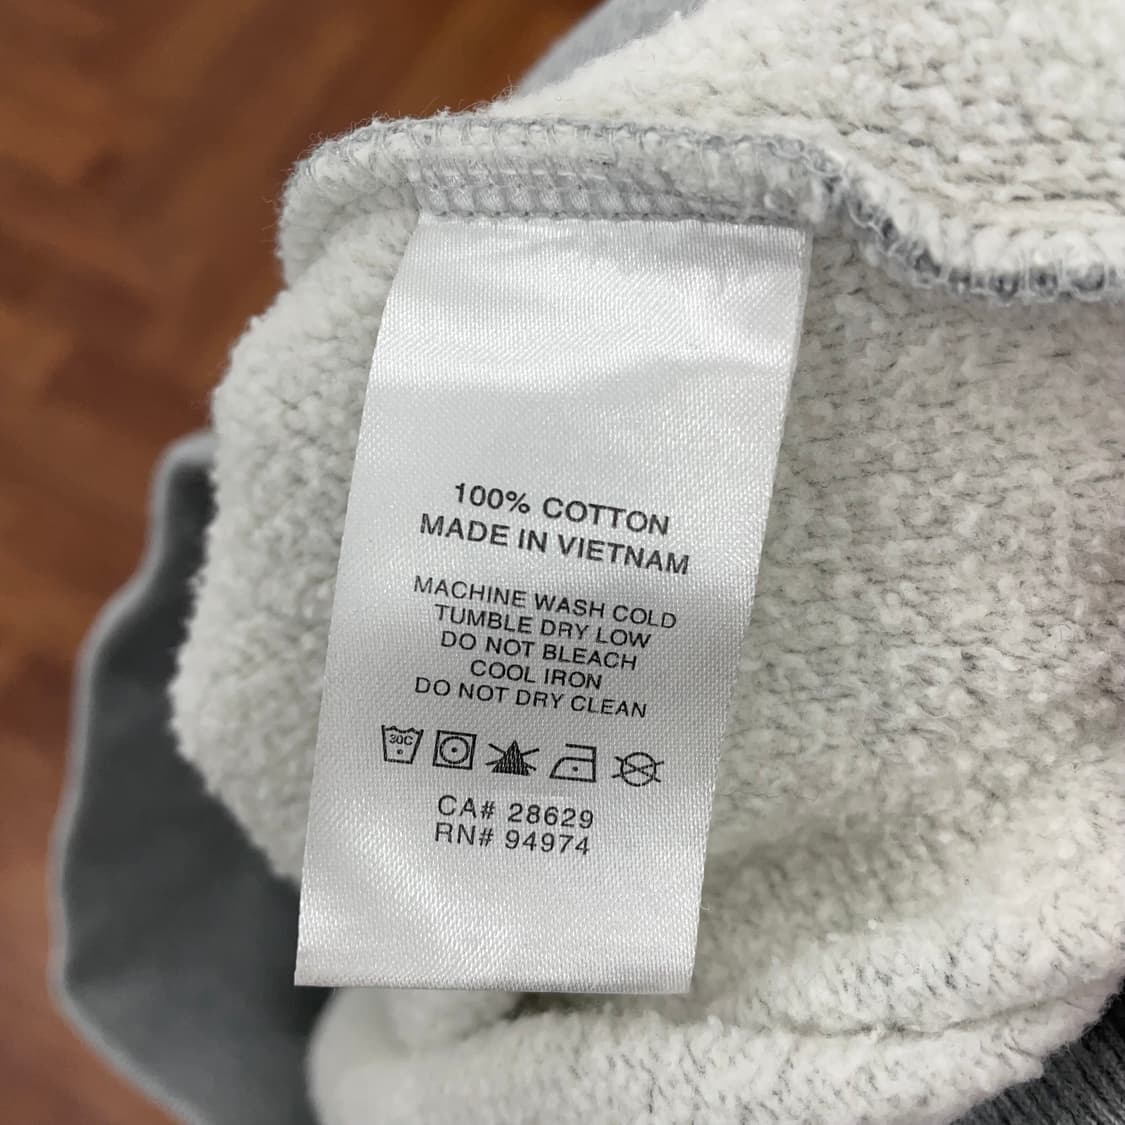 100% COTTON
MADE IN VIETNAM
MACHINE WASH COLD
TUMBLE DRY LOW
DO NOT BLEACH
COOL IRON
DO NOT DRY CLEAN
30C
CA# 28629
RN# 94974